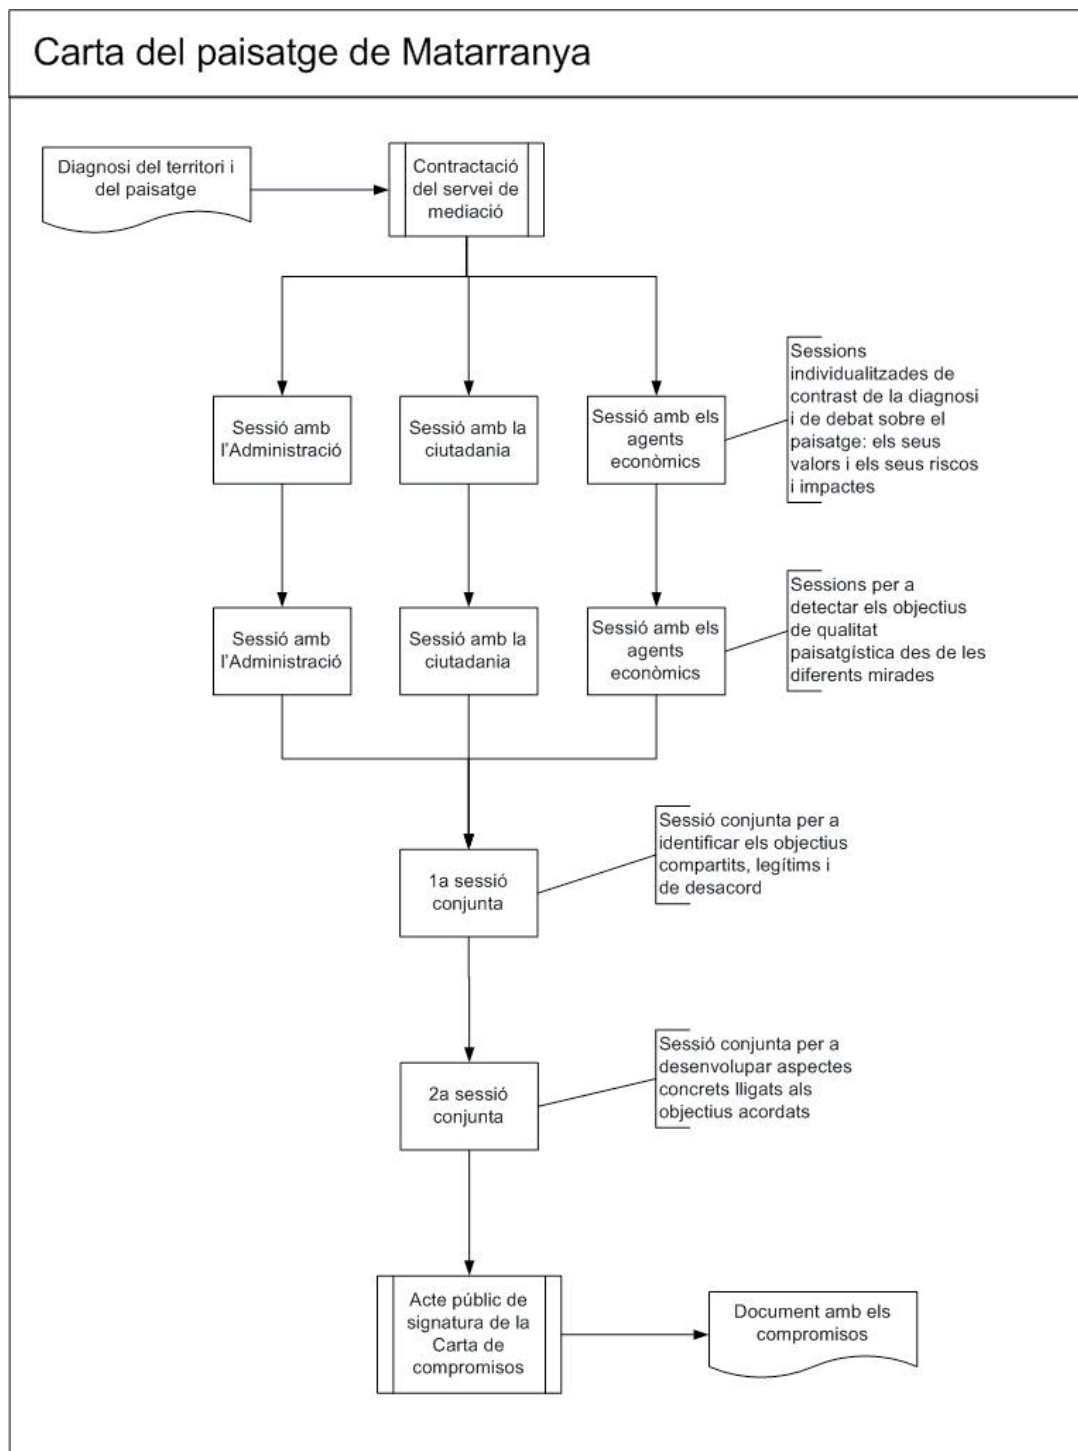 Carta del paisatge de Matarranya
Diagnosi del territori i
del paisatge
Contractació
del servei de
mediació
Sessió amb
l'Administració
Sessió amb la
ciutadania
Sessió amb els
agents
econòmics
Sessions
individualitzades de
contrast de la diagnosi
i de debat sobre el
paisatge: els seus
valors i els seus riscos
i impactes
Sessió amb
l'Administració
Sessió amb la
ciutadania
Sessió amb els
agents
econòmics
Sessions per a
detectar els objectius
de qualitat
paisatgística des de les
diferents mirades
1a sessió
conjunta
Sessió conjunta per a
identificar els objectius
compartits, legítims i
de desacord
2a sessió
conjunta
Sessió conjunta per a
desenvolupar aspectes
concrets lligats als
objectius acordats
Acte públic de
signatura de la
Carta de
compromisos
Document amb els
compromisos